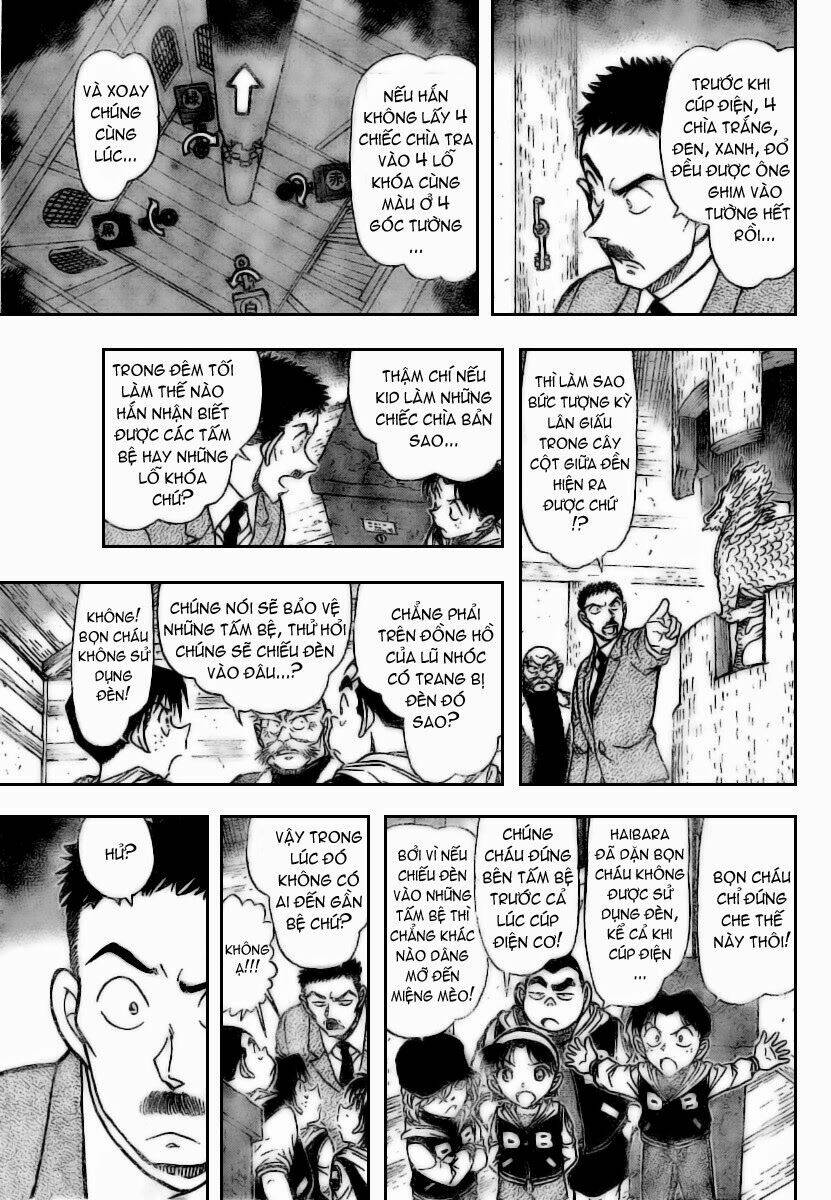 TRƯỚC KHI
CÚP ĐIỆN, 4
CHÌA TRẮNG,
ĐEN, XANH, ĐỎ
ĐỀU ĐƯỢC ÔNG
GHIM VÀO
TƯỜNG HẾT
RỒI...
NẾU HẮN
KHÔNG LẤY 4
CHIẾC CHÌA TRA
VÀO 4 LỖ
KHÓA CÙNG
MÀU Ở 4
GÓC TƯỜNG
...
VÀ XOAY
CHÚNG
CÙNG
LÚC...
赤
黒
白
THÌ LÀM SAO
BỨC TƯỢNG KỲ
LÂN GIẤU
TRONG CÂY
CỘT GIỮA ĐỀN
HIỆN RA
ĐƯỢC CHỨ
!?
THẬM CHÍ NẾU
KID LÀM NHỮNG
CHIẾC CHÌA BẢN
SAO...
TRONG ĐÊM TỐI
LÀM THẾ NÀO
HẮN NHẬN BIẾT
ĐƯỢC CÁC TẤM
BỆ HAY NHỮNG
LỖ KHÓA
CHỨ?
CHẲNG PHẢI
TRÊN ĐỒNG HỒ
CỦA LŨ NHÓC
CÓ TRANG BỊ
ĐÈN ĐÓ
SAO?
CHÚNG NÓI SẼ BẢO VỆ
NHỮNG TẤM BỆ, THỬ HỎI
CHÚNG SẼ CHIẾU ĐÈN
VÀO ĐÂU...?
KHÔNG!
BỌN CHÁU
KHÔNG SỬ
DỤNG
ĐÈN!
BỌN CHÁU
CHỈ ĐỨNG
CHE THẾ
NÀY THÔI!
HAIBARA
ĐÃ DẶN BỌN
CHÁU KHÔNG
ĐƯỢC SỬ
DỤNG ĐÈN,
KỂ CẢ KHI
CÚP ĐIỆN
...
CHÚNG
CHÁU ĐỨNG
BÊN TẤM BỆ
TRƯỚC CẢ
LÚC CÚP
ĐIỆN CƠ!
BỞI VÌ NẾU
CHIẾU ĐÈN
VÀO NHỮNG
TẤM BỆ THÌ
CHẲNG KHÁC
NÀO DÂNG
MỠ ĐẾN
MIỆNG MÈO!
D B
D B
D B
VẬY TRONG
LÚC ĐÓ
KHÔNG CÓ
AI ĐẾN GẦN
BỆ CHỨ?
KHÔNG
Ạ!!!
HỬ?